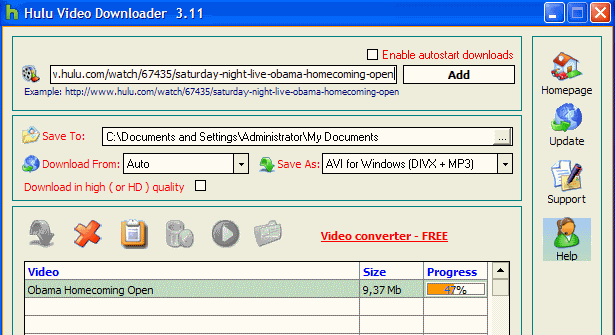 Hulu Video Downloader 3.11
Enable autostart downloads
v.hulu.com/watch/67435/saturday-night-live-obama-homecoming-open
Add
Example: http://www.hulu.com/watch/67435/saturday-night-live-obama-homecoming-open
Save To: C:\Documents and Settings\Administrator\My Documents ...
Download From: Auto Save As: AVI for Windows (DIVX + MP3)
Download in high ( or HD ) quality
Video converter - FREE
Video Size Progress
Obama Homecoming Open 9,37 Mb 47%
Homepage
Update
Support
Help